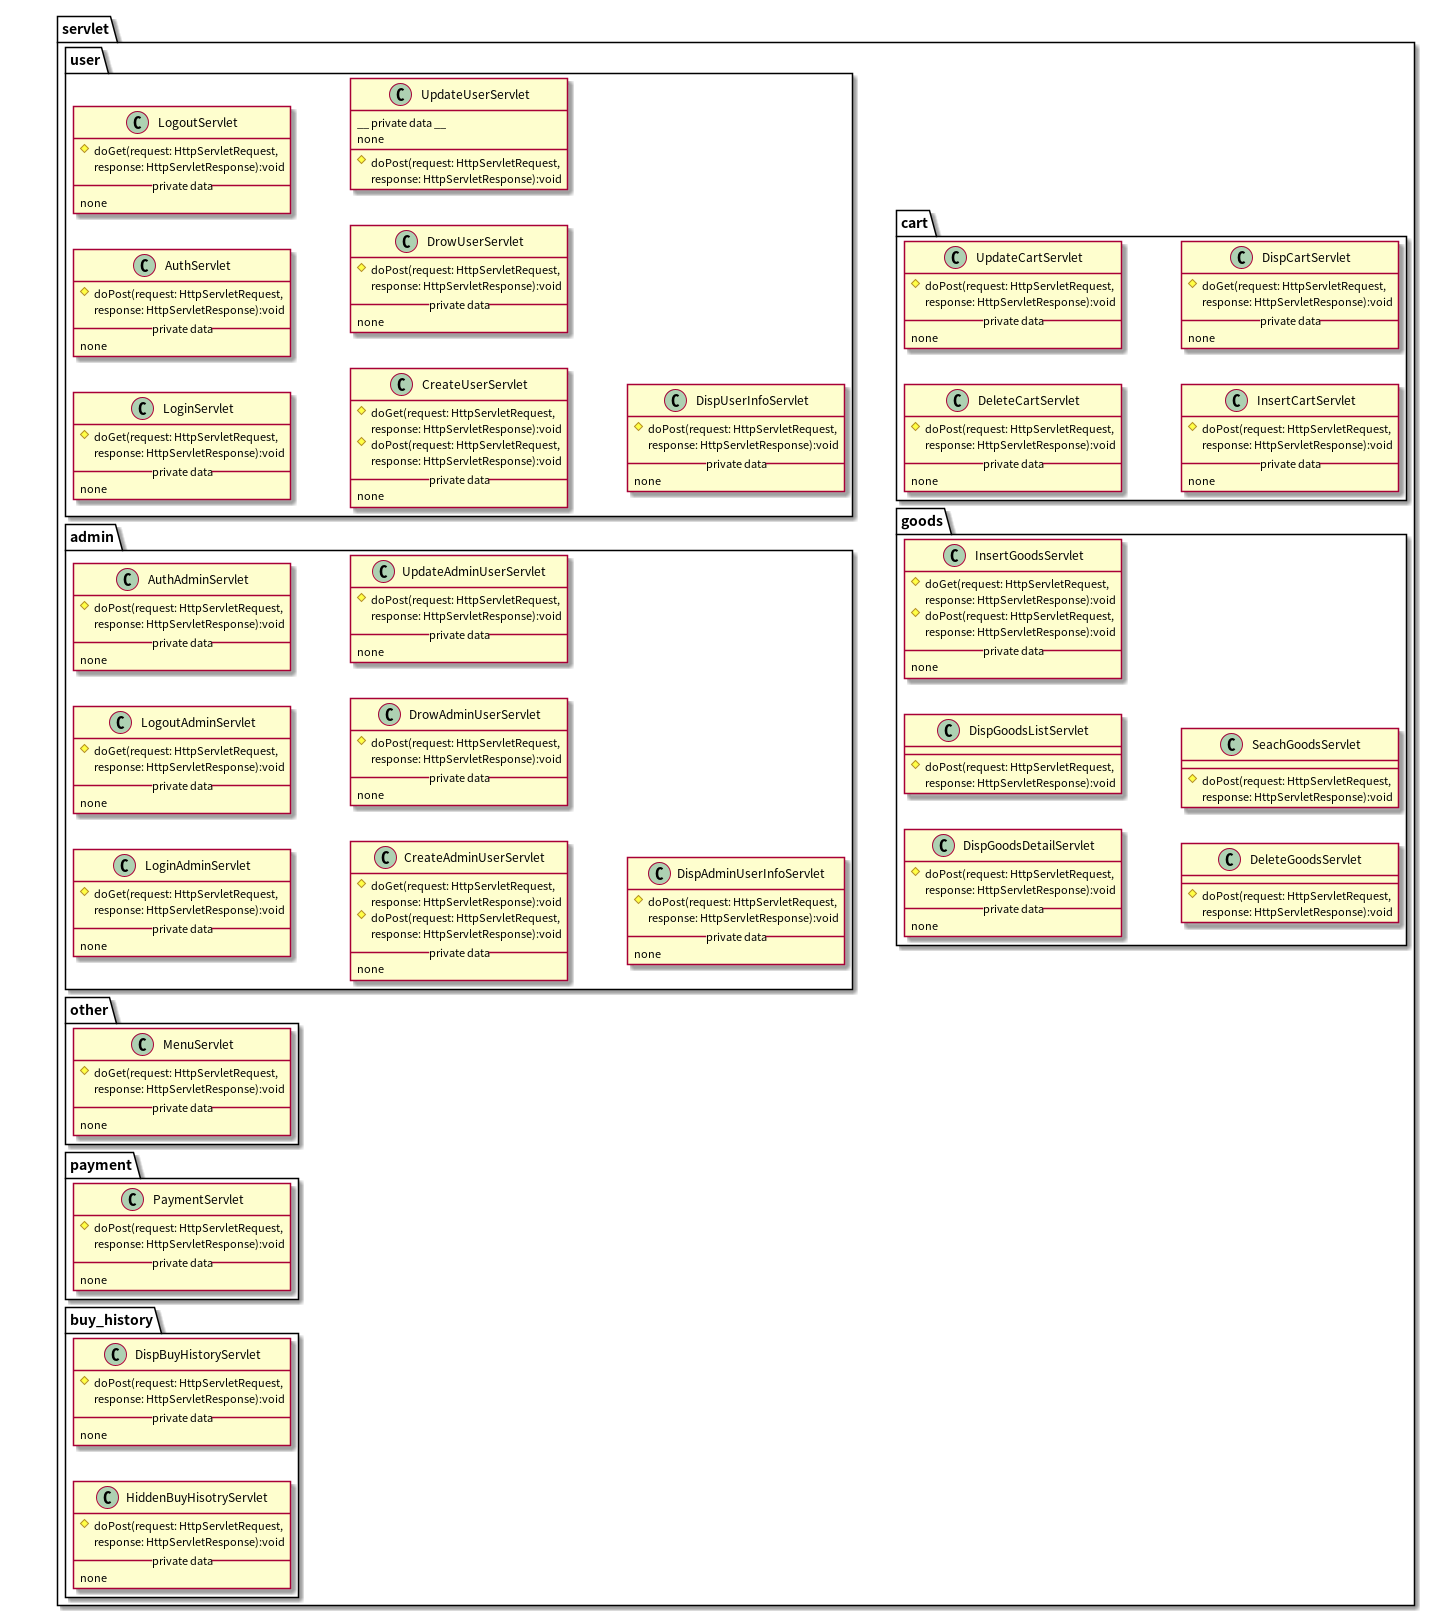 servlet
user
LogoutServlet
doGet(request: HttpServletRequest,
response: HttpServletResponse):void
private data
none
AuthServlet
doPost(request: HttpServletRequest,
response: HttpServletResponse):void
private data
none
LoginServlet
doGet(request: HttpServletRequest,
response: HttpServletResponse):void
private data
none
UpdateUserServlet
__ private data __
none
doPost(request: HttpServletRequest,
response: HttpServletResponse):void
DrowUserServlet
doPost(request: HttpServletRequest,
response: HttpServletResponse):void
private data
none
CreateUserServlet
doGet(request: HttpServletRequest,
response: HttpServletResponse):void
doPost(request: HttpServletRequest,
response: HttpServletResponse):void
private data
none
DispUserInfoServlet
doPost(request: HttpServletRequest,
response: HttpServletResponse):void
private data
none
cart
UpdateCartServlet
doPost(request: HttpServletRequest,
response: HttpServletResponse):void
private data
none
DispCartServlet
doGet(request: HttpServletRequest,
response: HttpServletResponse):void
private data
none
DeleteCartServlet
doPost(request: HttpServletRequest,
response: HttpServletResponse):void
private data
none
InsertCartServlet
doPost(request: HttpServletRequest,
response: HttpServletResponse):void
private data
none
admin
AuthAdminServlet
doPost(request: HttpServletRequest,
response: HttpServletResponse):void
private data
none
LogoutAdminServlet
doGet(request: HttpServletRequest,
response: HttpServletResponse):void
private data
none
LoginAdminServlet
doGet(request: HttpServletRequest,
response: HttpServletResponse):void
private data
none
UpdateAdminUserServlet
doPost(request: HttpServletRequest,
response: HttpServletResponse):void
private data
none
DrowAdminUserServlet
doPost(request: HttpServletRequest,
response: HttpServletResponse):void
private data
none
CreateAdminUserServlet
doGet(request: HttpServletRequest,
response: HttpServletResponse):void
doPost(request: HttpServletRequest,
response: HttpServletResponse):void
private data
none
DispAdminUserInfoServlet
doPost(request: HttpServletRequest,
response: HttpServletResponse):void
private data
none
goods
InsertGoodsServlet
doGet(request: HttpServletRequest,
response: HttpServletResponse):void
doPost(request: HttpServletRequest,
response: HttpServletResponse):void
private data
none
DispGoodsListServlet
doPost(request: HttpServletRequest,
response: HttpServletResponse):void
SeachGoodsServlet
doPost(request: HttpServletRequest,
response: HttpServletResponse):void
DispGoodsDetailServlet
doPost(request: HttpServletRequest,
response: HttpServletResponse):void
private data
none
DeleteGoodsServlet
doPost(request: HttpServletRequest,
response: HttpServletResponse):void
other
MenuServlet
doGet(request: HttpServletRequest,
response: HttpServletResponse):void
private data
none
payment
PaymentServlet
doPost(request: HttpServletRequest,
response: HttpServletResponse):void
private data
none
buy_history
DispBuyHistoryServlet
doPost(request: HttpServletRequest,
response: HttpServletResponse):void
private data
none
HiddenBuyHisotryServlet
doPost(request: HttpServletRequest,
response: HttpServletResponse):void
private data
none